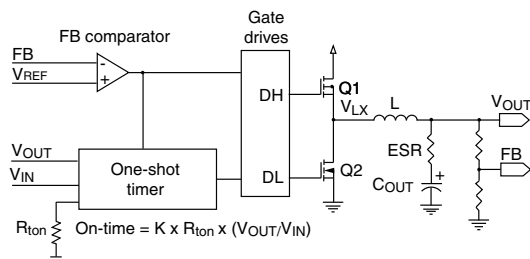 Gate
drives
FB comparator
FB
VREF
-
+
DH
Q1
VLX
L
VOUT
ESR
FB
VOUT
VIN
One-shot
timer
DL
Q2
COUT
+
Rton
On-time = K x Rton x (VOUT/VIN)